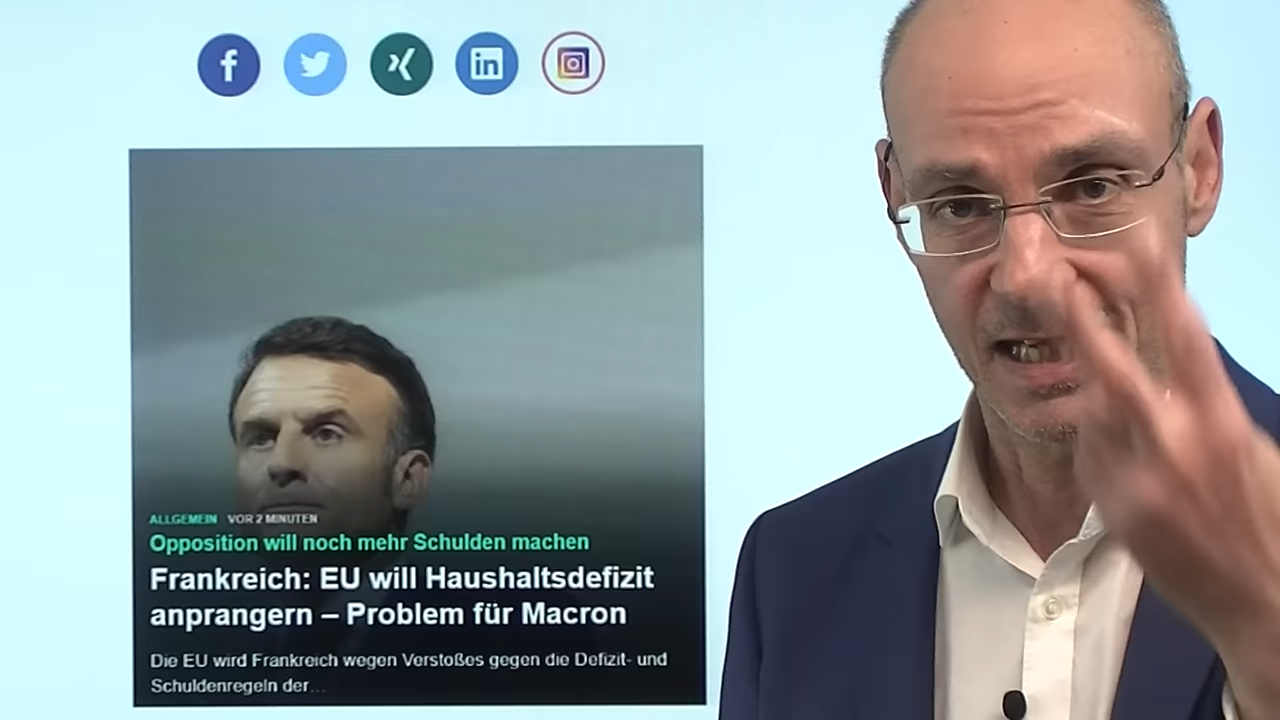 f
in
ALLGEMEIN VOR 2 MINUTEN
Opposition will noch mehr Schulden machen
Frankreich: EU will Haushaltsdefizit
anprangern – Problem für Macron
Die EU wird Frankreich wegen Verstoßes gegen die Defizit- und
Schuldenregeln der...